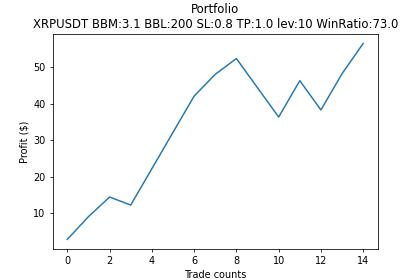 Portfolio
XRPUSDT BBM:3.1 BBL:200 SL:0.8 TP:1.0 lev:10 WinRatio:73.0
50
40
30
20
10
Profit ($)
0 2 4 6 8 10 12 14
Trade counts